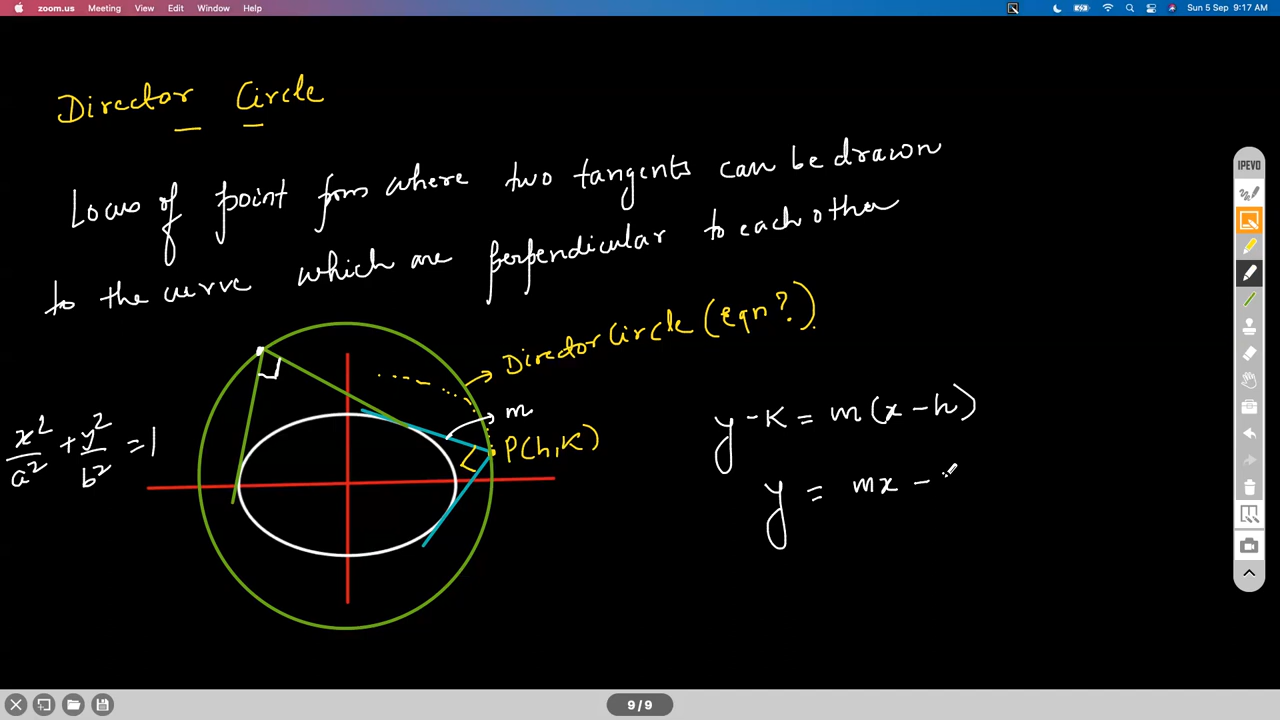 zoom.us Meeting View Edit Window Help Sun 5 Sep 9:17 AM
Director Circle
Locus of point from where two tangents can be drawn
to the curve which are perpendicular to each other
Director Circle (eqn?)
x²/a² + y²/b² = 1
m
P(h,k)
y-k = m(x-h)
y = mx -
IPEVO
9/9